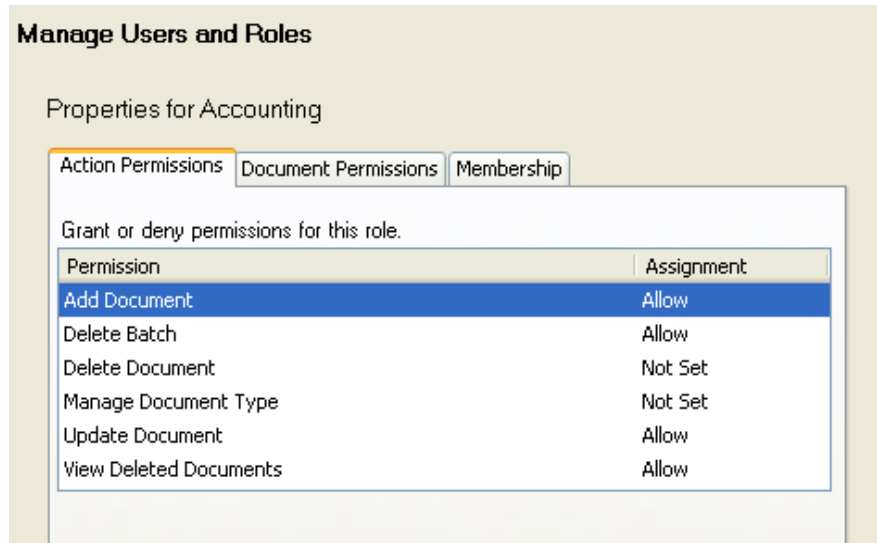 Manage Users and Roles
Properties for Accounting
Action Permissions Document Permissions Membership
Grant or deny permissions for this role.
Permission Assignment
Add Document Allow
Delete Batch Allow
Delete Document Not Set
Manage Document Type Not Set
Update Document Allow
View Deleted Documents Allow